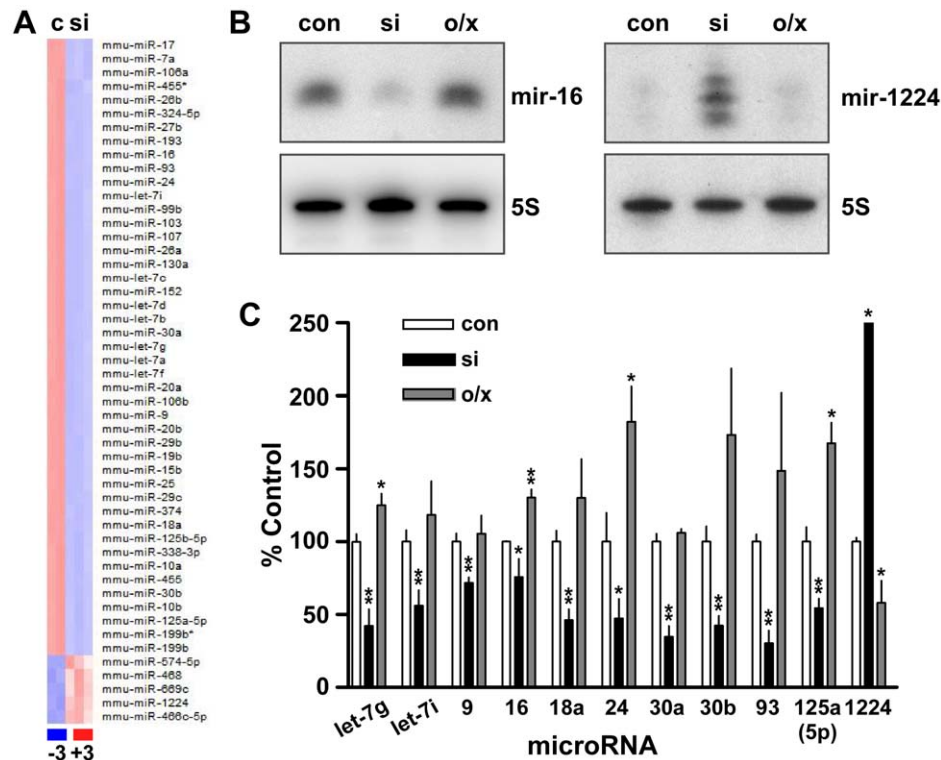 A
c si
mmu-miR-17
mmu-miR-7a
mmu-miR-106a
mmu-miR-455*
mmu-miR-26b
mmu-miR-324-5p
mmu-miR-27b
mmu-miR-193
mmu-miR-16
mmu-miR-93
mmu-miR-24
mmu-let-7i
mmu-miR-99b
mmu-miR-103
mmu-miR-107
mmu-miR-26a
mmu-miR-130a
mmu-let-7c
mmu-miR-152
mmu-let-7d
mmu-let-7b
mmu-miR-30a
mmu-let-7g
mmu-let-7a
mmu-let-7f
mmu-miR-20a
mmu-miR-106b
mmu-miR-9
mmu-miR-20b
mmu-miR-29b
mmu-miR-19b
mmu-miR-15b
mmu-miR-25
mmu-miR-29c
mmu-miR-374
mmu-miR-18a
mmu-miR-125b-5p
mmu-miR-338-3p
mmu-miR-10a
mmu-miR-455
mmu-miR-30b
mmu-miR-10b
mmu-miR-125a-5p
mmu-miR-199b*
mmu-miR-199b
mmu-miR-574-5p
mmu-miR-468
mmu-miR-669c
mmu-miR-1224
mmu-miR-466c-5p
-3 +3
B
con si o/x
mir-16
5S
con si o/x
mir-1224
5S
C
con
si
o/x
% Control
250
200
150
100
50
0
** * ** ** * * ** ** * * ** ** ** ** * * *
let-7g let-7i 9 16 18a 24 30a 30b 93 125a 1224
(5p)
microRNA